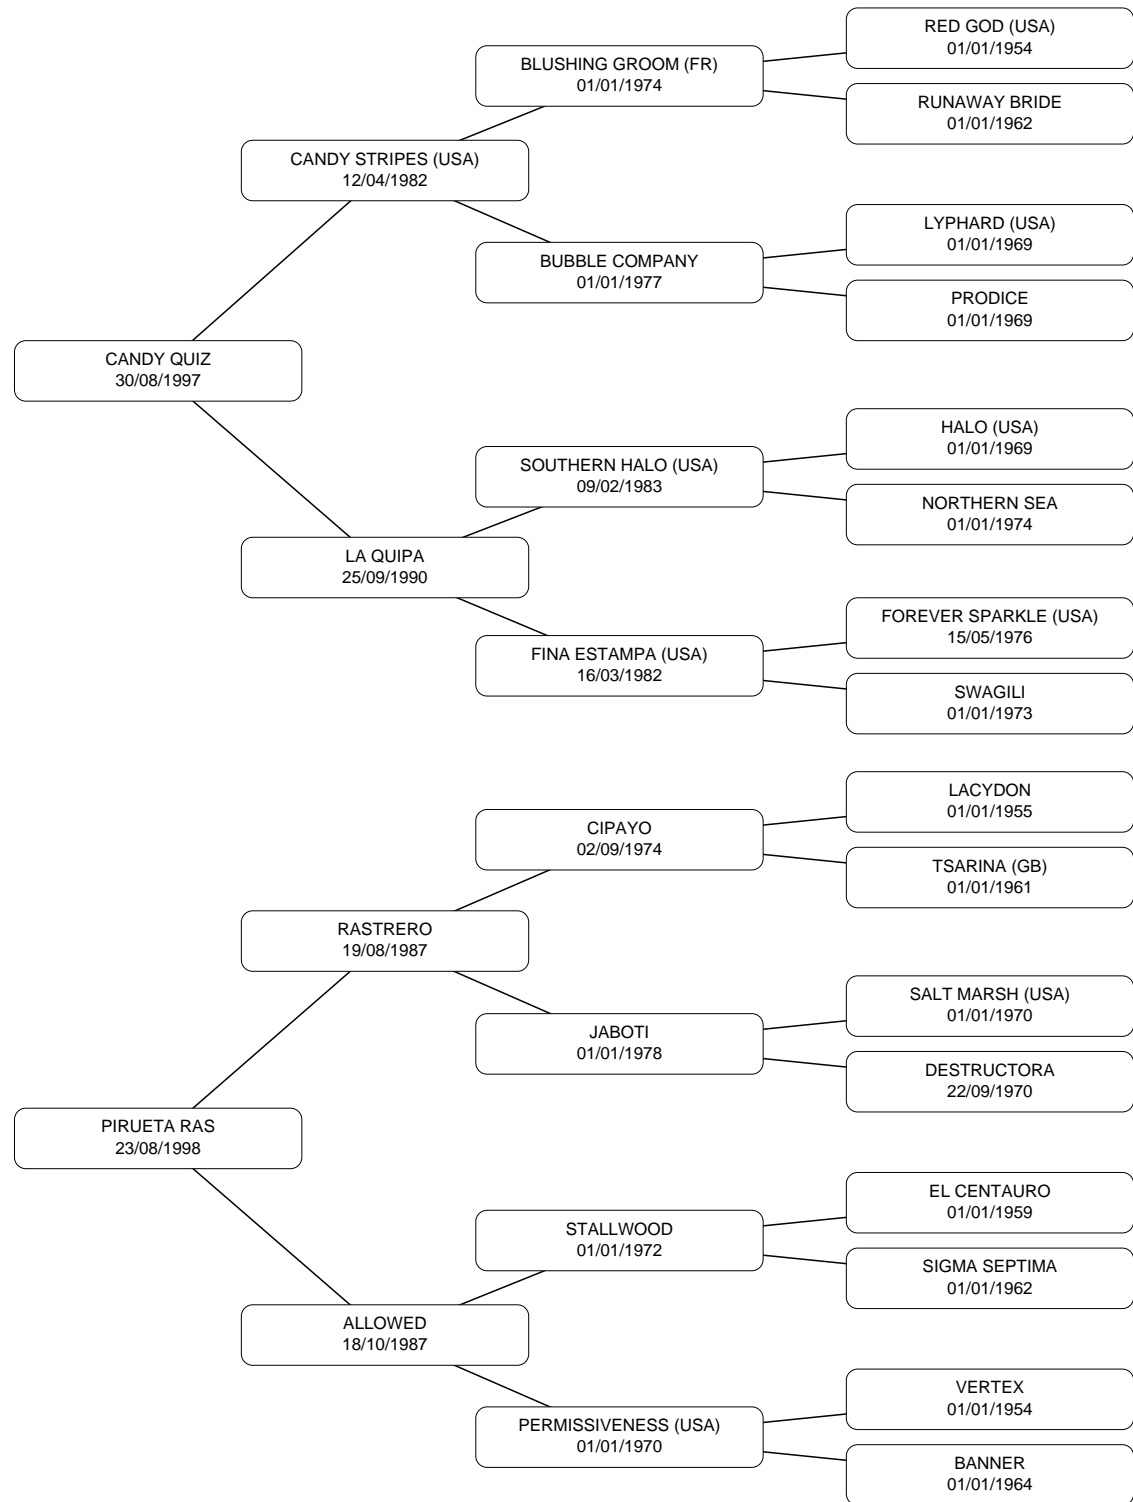 RED GOD (USA)
01/01/1954
BLUSHING GROOM (FR)
01/01/1974
RUNAWAY BRIDE
01/01/1962
CANDY STRIPES (USA)
12/04/1982
LYPHARD (USA)
01/01/1969
BUBBLE COMPANY
01/01/1977
PRODICE
01/01/1969
CANDY QUIZ
30/08/1997
HALO (USA)
01/01/1969
SOUTHERN HALO (USA)
09/02/1983
NORTHERN SEA
01/01/1974
LA QUIPA
25/09/1990
FOREVER SPARKLE (USA)
15/05/1976
FINA ESTAMPA (USA)
16/03/1982
SWAGILI
01/01/1973
LACYDON
01/01/1955
CIPAYO
02/09/1974
TSARINA (GB)
01/01/1961
RASTRERO
19/08/1987
SALT MARSH (USA)
01/01/1970
JABOTI
01/01/1978
DESTRUCTORA
22/09/1970
PIRUETA RAS
23/08/1998
EL CENTAURO
01/01/1959
STALLWOOD
01/01/1972
SIGMA SEPTIMA
01/01/1962
ALLOWED
18/10/1987
VERTEX
01/01/1954
PERMISSIVENESS (USA)
01/01/1970
BANNER
01/01/1964